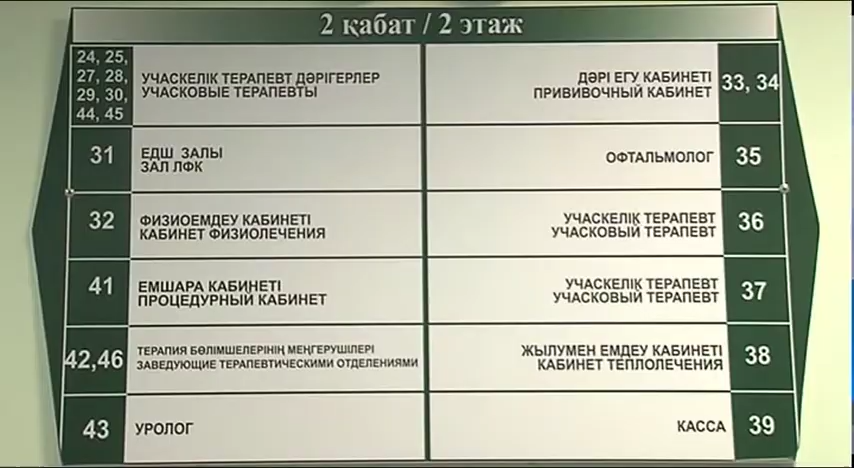 2 қабат / 2 этаж
24, 25,
27, 28,
29, 30,
44, 45
УЧАСКЕЛІК ТЕРАПЕВТ ДӘРІГЕРЛЕР
УЧАСКОВЫЕ ТЕРАПЕВТЫ
31
ЕДШ ЗАЛЫ
ЗАЛ ЛФК
32
ФИЗИОЕМДЕУ КАБИНЕТІ
КАБИНЕТ ФИЗИОЛЕЧЕНИЯ
41
ЕМШАРА КАБИНЕТІ
ПРОЦЕДУРНЫЙ КАБИНЕТ
42,46
ТЕРАПИЯ БӨЛІМШЕЛЕРІНІҢ МЕҢГЕРУШІЛЕРІ
ЗАВЕДУЮЩИЕ ТЕРАПЕВТИЧЕСКИМИ ОТДЕЛЕНИЯМИ
43
УРОЛОГ
ДӘРІ ЕГУ КАБИНЕТІ
ПРИВИВОЧНЫЙ КАБИНЕТ
33, 34
ОФТАЛЬМОЛОГ
35
УЧАСКЕЛІК ТЕРАПЕВТ
УЧАСКОВЫЙ ТЕРАПЕВТ
36
УЧАСКЕЛІК ТЕРАПЕВТ
УЧАСКОВЫЙ ТЕРАПЕВТ
37
ЖЫЛУМЕН ЕМДЕУ КАБИНЕТІ
КАБИНЕТ ТЕПЛОЛЕЧЕНИЯ
38
КАССА
39